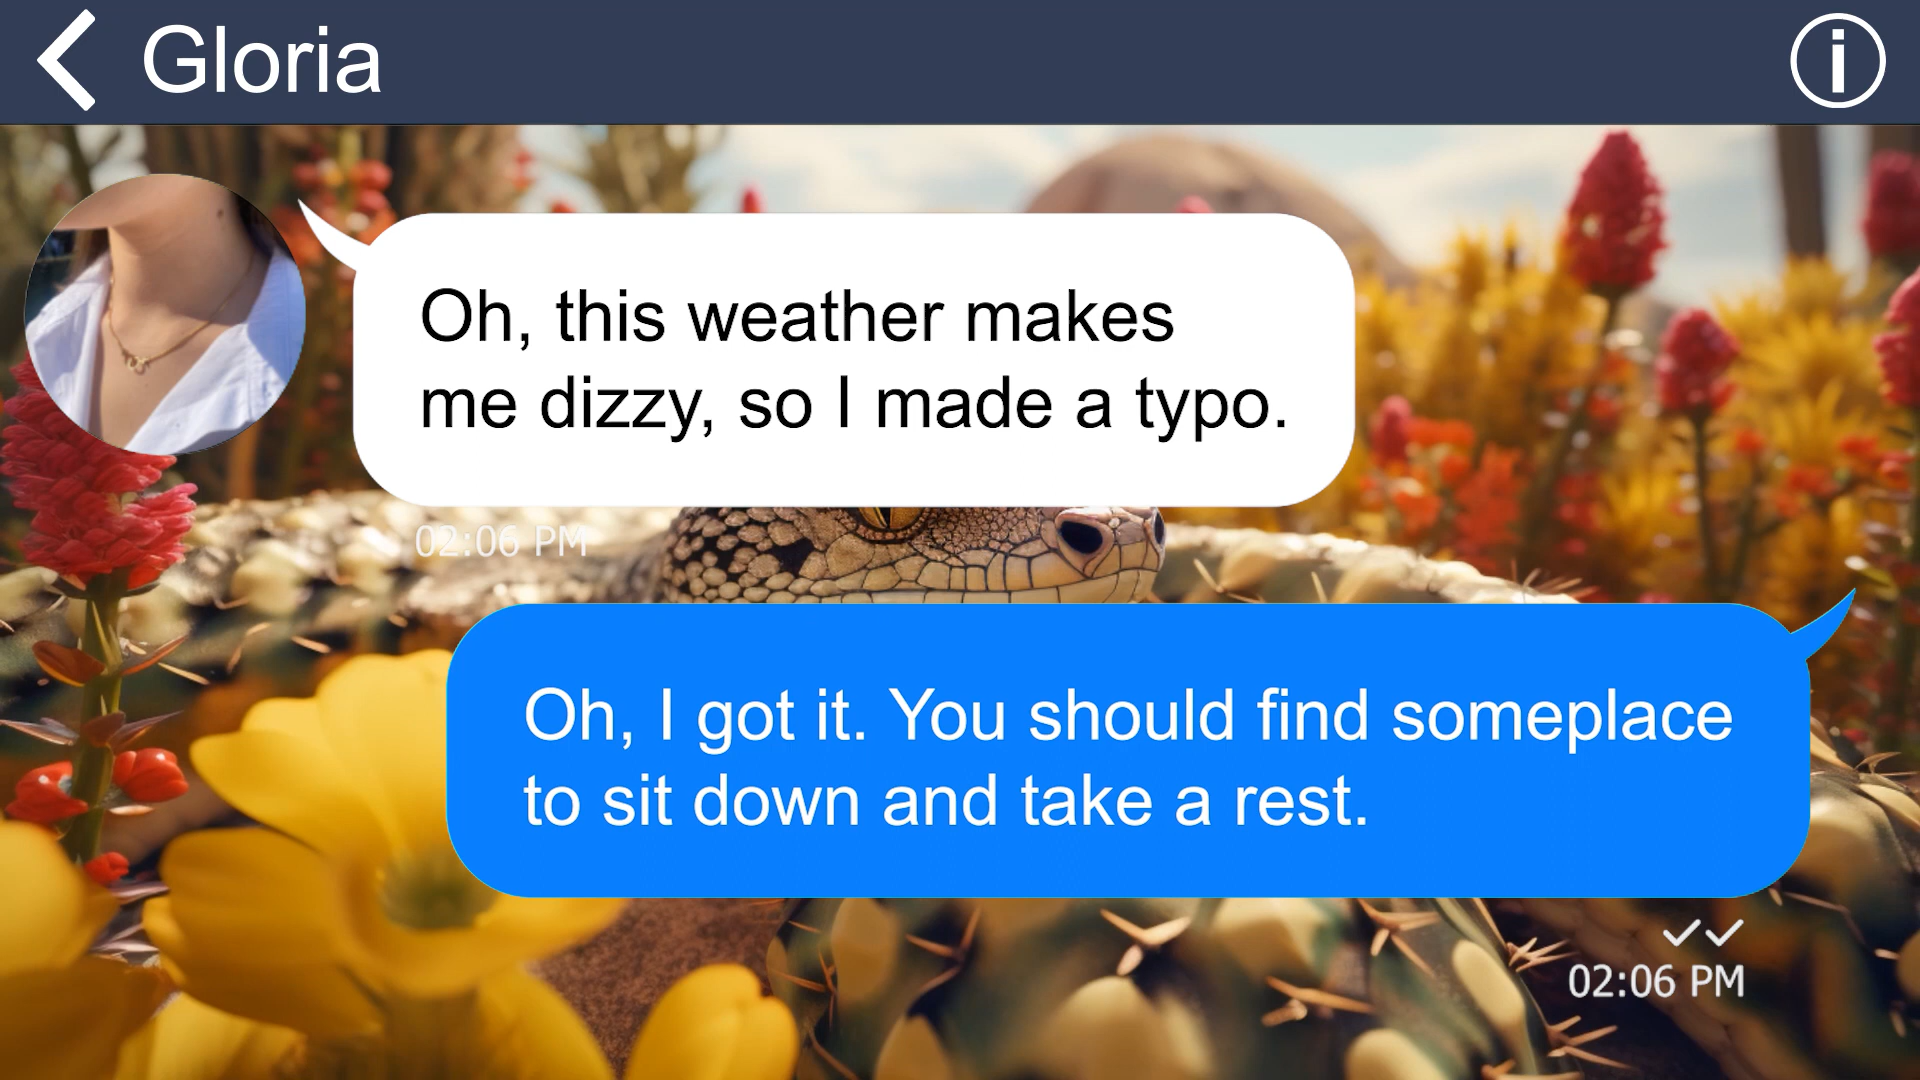 Gloria
Oh, this weather makes
me dizzy, so I made a typo.
02:06 PM
Oh, I got it. You should find someplace
to sit down and take a rest.
02:06 PM